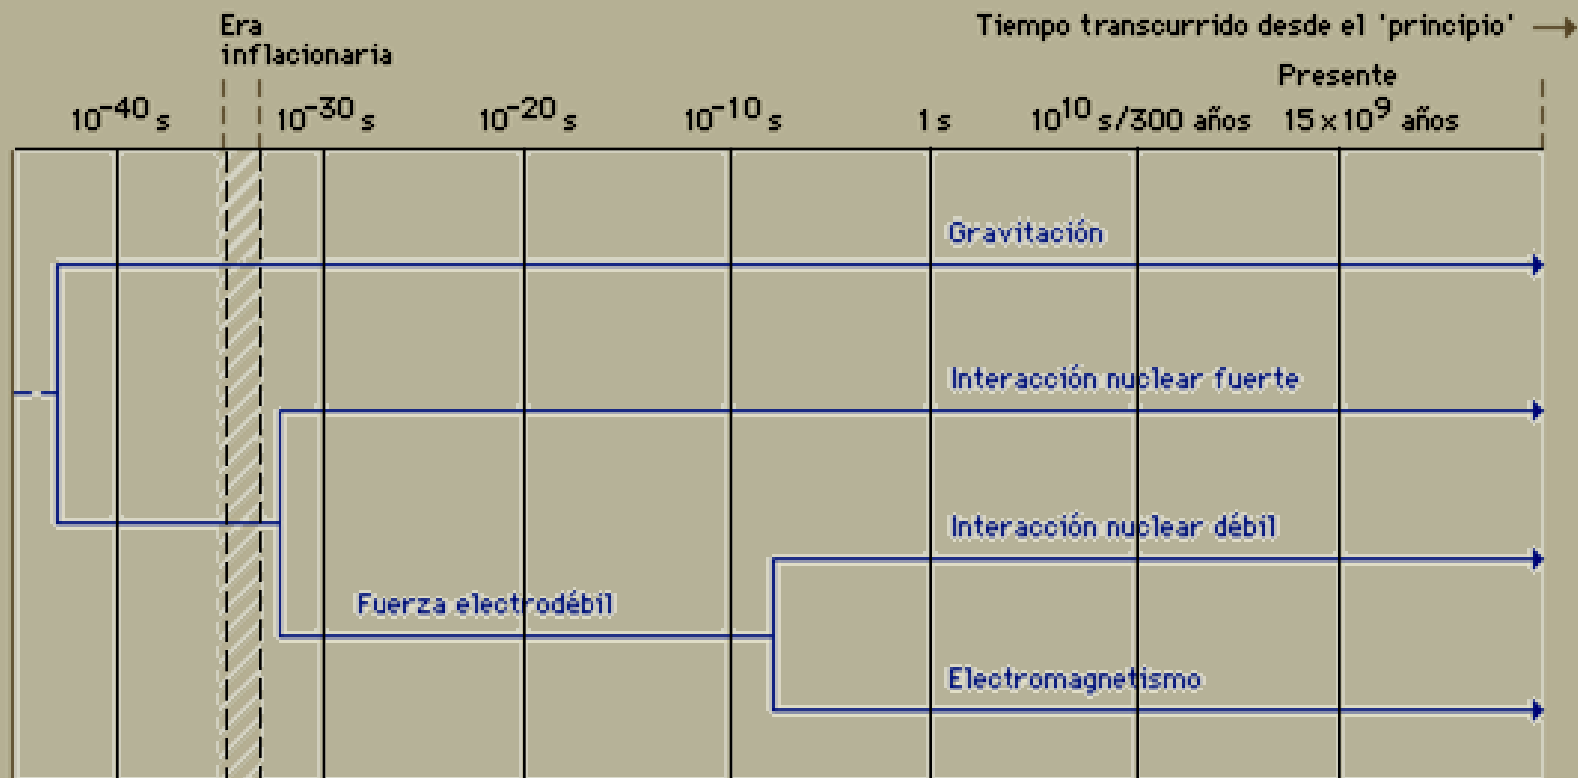 Era
inflacionaria
Tiempo transcurrido desde el 'principio'
Presente
10⁻⁴⁰ s
10⁻³⁰ s
10⁻²⁰ s
10⁻¹⁰ s
1 s
10¹⁰ s/300 años
15 x 10⁹ años
Gravitación
Interacción nuclear fuerte
Interacción nuclear débil
Fuerza electrodébil
Electromagnetismo